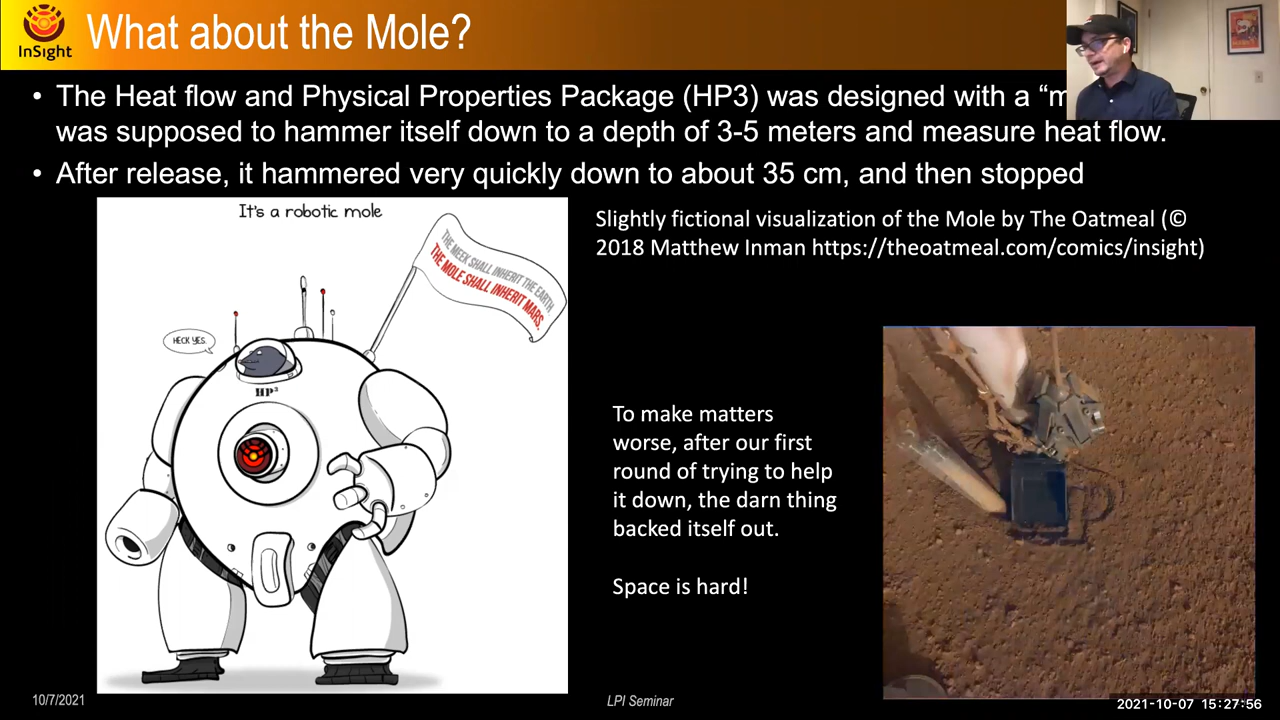 InSight
What about the Mole?
• The Heat flow and Physical Properties Package (HP3) was designed with a “m
was supposed to hammer itself down to a depth of 3-5 meters and measure heat flow.
• After release, it hammered very quickly down to about 35 cm, and then stopped
It's a robotic mole
THE MEEK SHALL INHERIT THE EARTH
THE MOLE SHALL INHERIT MARS.
HECK YES.
HP³
Slightly fictional visualization of the Mole by The Oatmeal (©
2018 Matthew Inman https://theoatmeal.com/comics/insight)
To make matters
worse, after our first
round of trying to help
it down, the darn thing
backed itself out.
Space is hard!
10/7/2021
LPI Seminar
2021-10-07 15:27:56